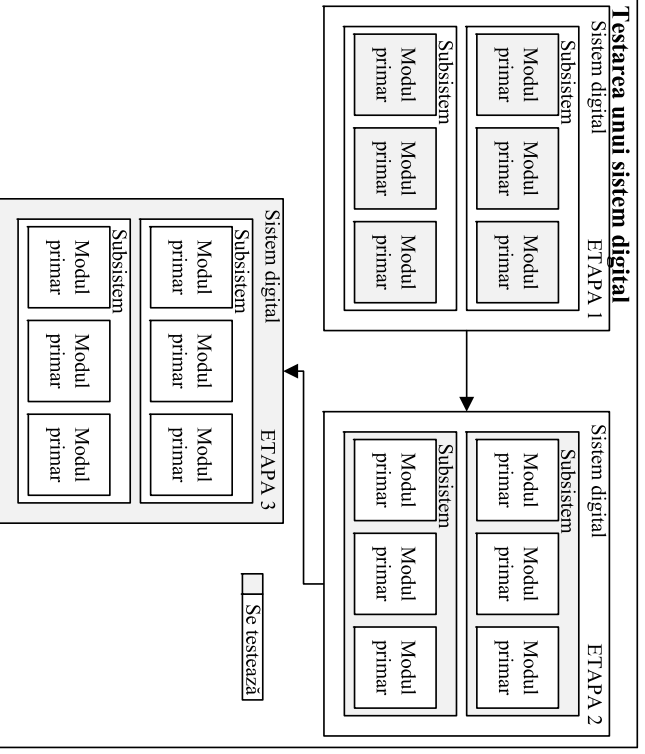 Testarea unui sistem digital
Sistem digital
ETAPA 1
Subsistem
Modul
primar
Modul
primar
Modul
primar
Subsistem
Modul
primar
Modul
primar
Modul
primar
Sistem digital
ETAPA 2
Subsistem
Modul
primar
Modul
primar
Modul
primar
Subsistem
Modul
primar
Modul
primar
Modul
primar
Sistem digital
ETAPA 3
Subsistem
Modul
primar
Modul
primar
Modul
primar
Subsistem
Modul
primar
Modul
primar
Modul
primar
Se testează